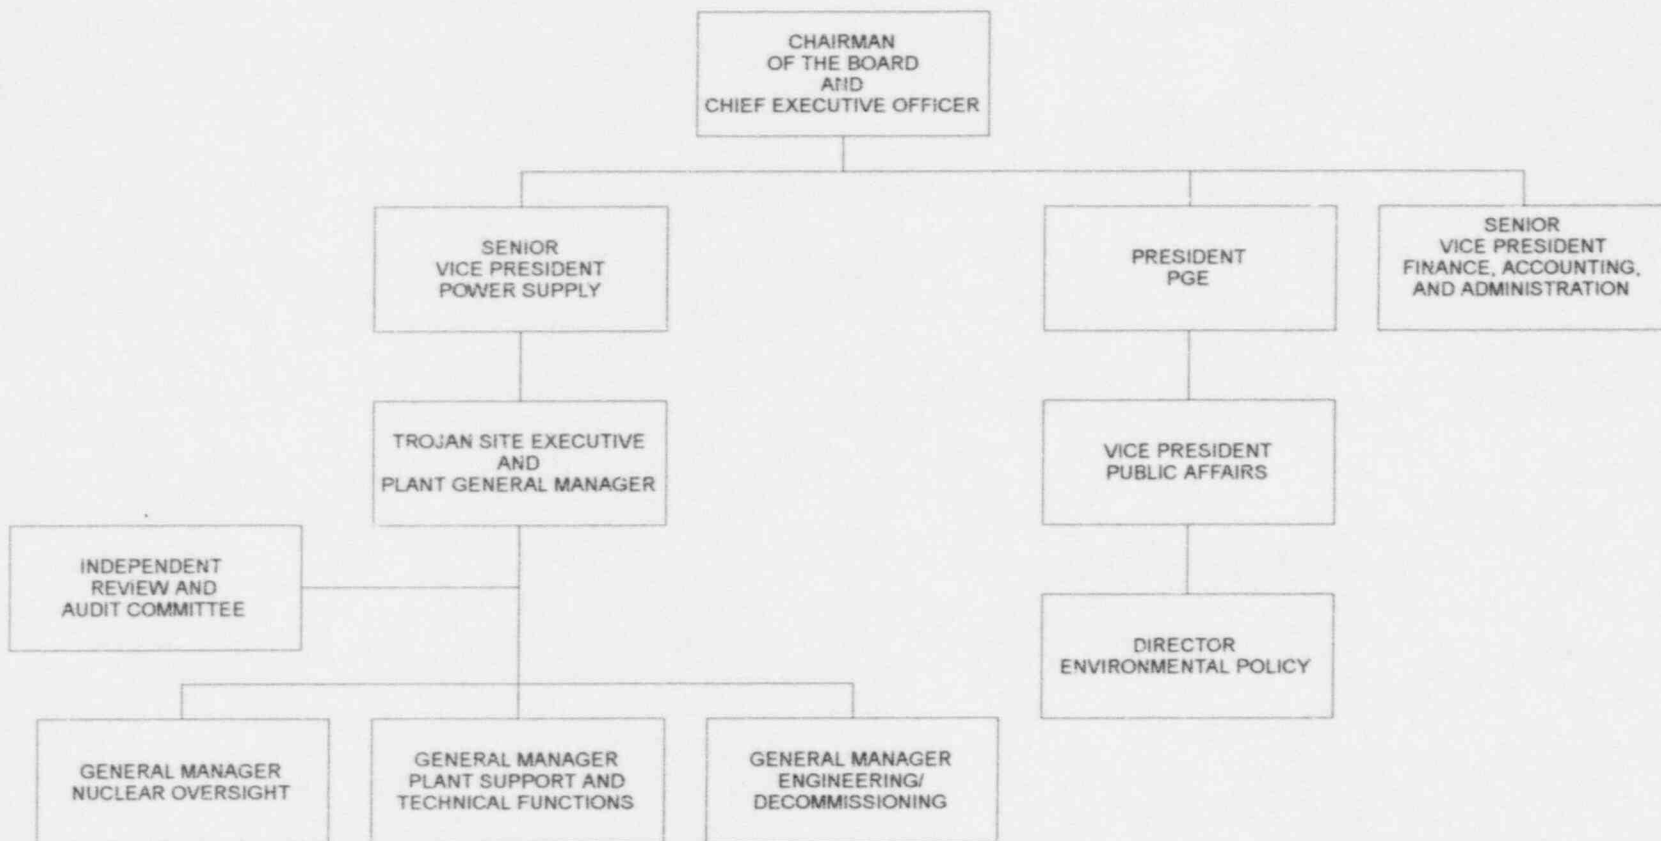 CHAIRMAN
OF THE BOARD
AND
CHIEF EXECUTIVE OFFICER
SENIOR
VICE PRESIDENT
POWER SUPPLY
PRESIDENT
PGE
SENIOR
VICE PRESIDENT
FINANCE, ACCOUNTING,
AND ADMINISTRATION
TROJAN SITE EXECUTIVE
AND
PLANT GENERAL MANAGER
VICE PRESIDENT
PUBLIC AFFAIRS
INDEPENDENT
REVIEW AND
AUDIT COMMITTEE
DIRECTOR
ENVIRONMENTAL POLICY
GENERAL MANAGER
NUCLEAR OVERSIGHT
GENERAL MANAGER
PLANT SUPPORT AND
TECHNICAL FUNCTIONS
GENERAL MANAGER
ENGINEERING/
DECOMMISSIONING